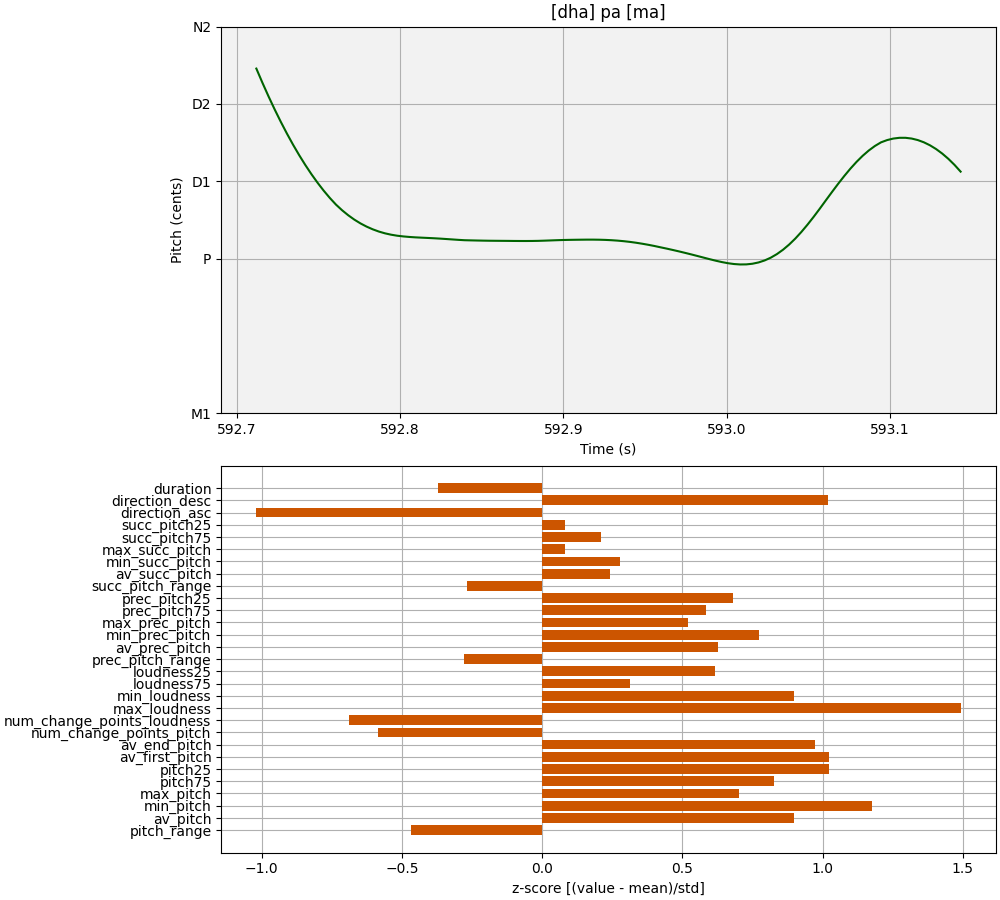 [dha] pa [ma]
N2
D2
D1
P
M1
Pitch (cents)
592.7 592.8 592.9 593.0 593.1
Time (s)
duration
direction_desc
direction_asc
succ_pitch25
succ_pitch75
max_succ_pitch
min_succ_pitch
av_succ_pitch
succ_pitch_range
prec_pitch25
prec_pitch75
max_prec_pitch
min_prec_pitch
av_prec_pitch
prec_pitch_range
loudness25
loudness75
min_loudness
max_loudness
num_change_points_loudness
num_change_points_pitch
av_end_pitch
av_first_pitch
pitch25
pitch75
max_pitch
min_pitch
av_pitch
pitch_range
−1.0 −0.5 0.0 0.5 1.0 1.5
z-score [(value - mean)/std]